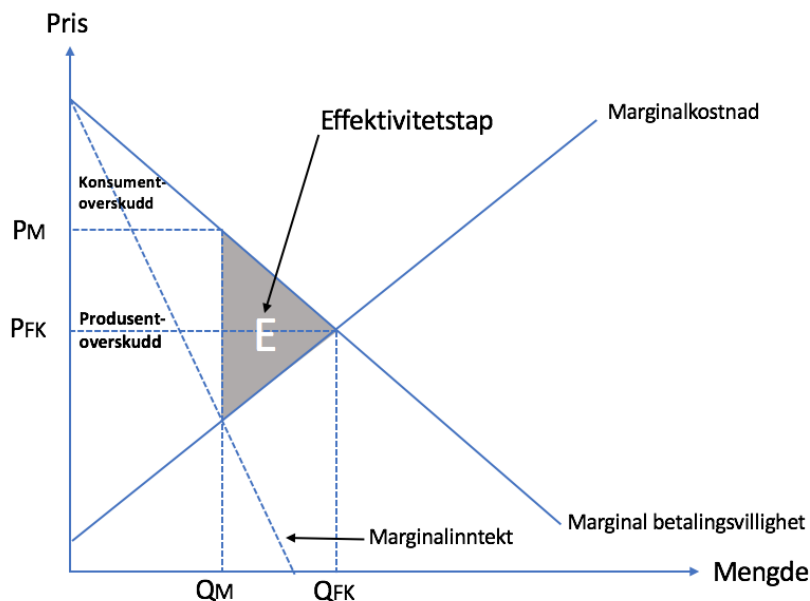 Pris
Effektivitetstap
Marginalkostnad
Konsument-
overskudd
PM
Produsent-
overskudd
PFK
E
Marginalinntekt
Marginal betalingsvillighet
QM
QFK
Mengde